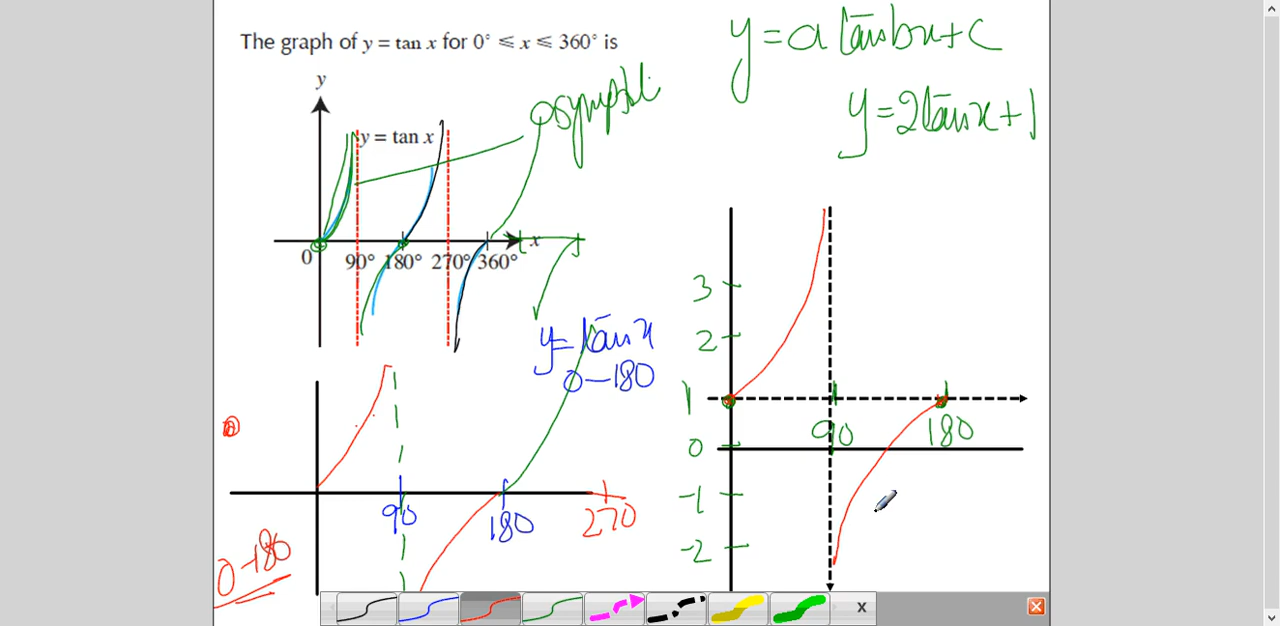 The graph of y = tan x for 0° ⩽ x ⩽ 360° is
y = a tan bx + c
y = 2 tan x + 1
y
y = tan x
0
90°
180°
270°
360°
x
y = tan x
0 – 180
90
180
270
0 – 180
3
2
1
0
-1
-2
90
180
x